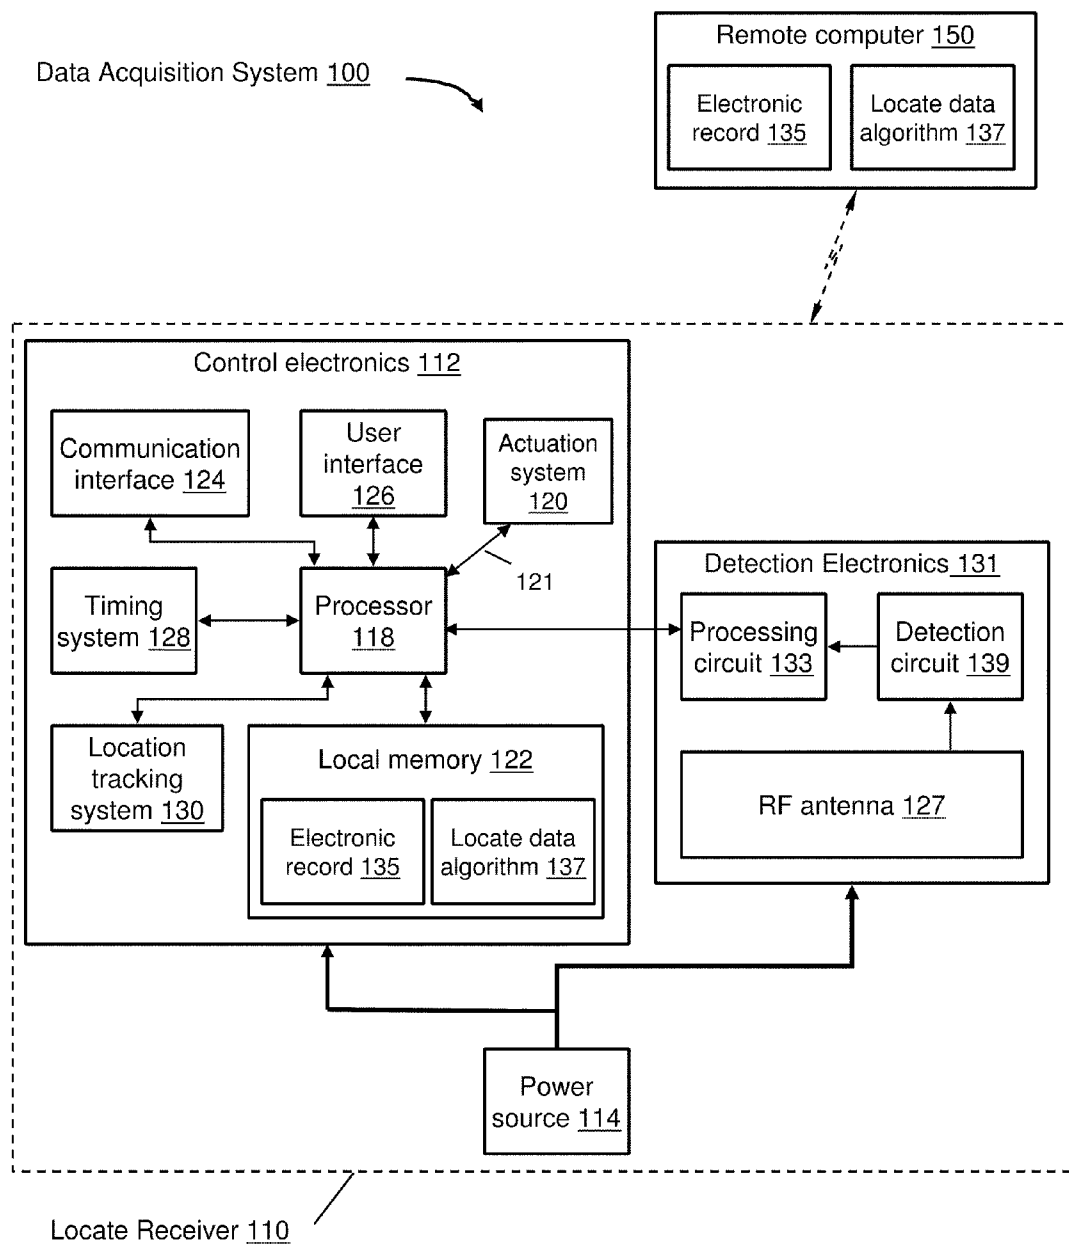 Remote computer 150
Data Acquisition System 100
Electronic
record 135
Locate data
algorithm 137
Control electronics 112
Communication
interface 124
User
interface
126
Actuation
system
120
121
Timing
system 128
Processor
118
Location
tracking
system 130
Local memory 122
Electronic
record 135
Locate data
algorithm 137
Detection Electronics 131
Processing
circuit 133
Detection
circuit 139
RF antenna 127
Power
source 114
Locate Receiver 110